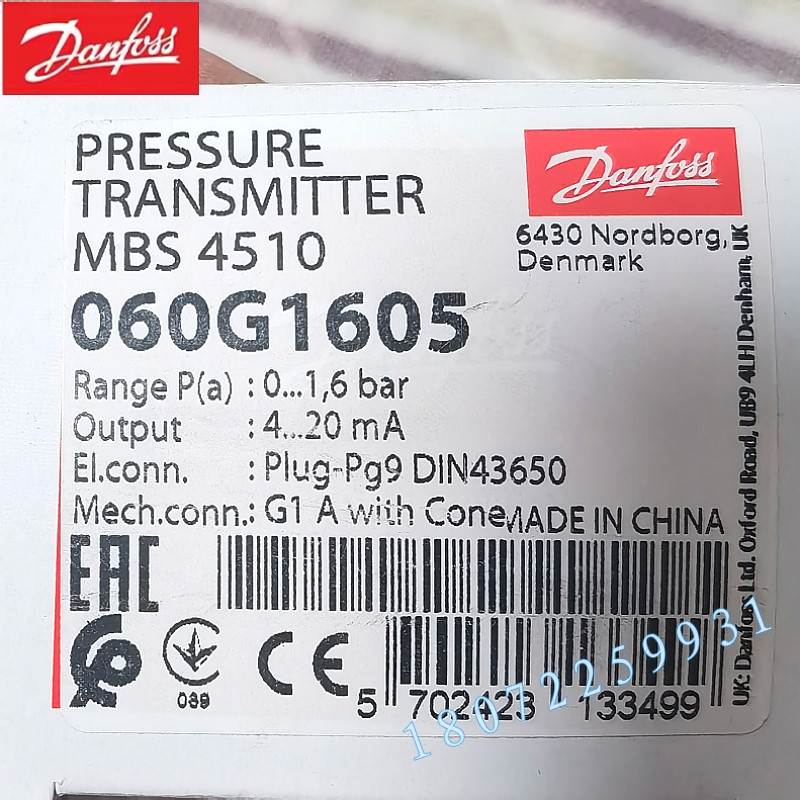 Danfoss
PRESSURE
TRANSMITTER
MBS 4510
060G1605
Range P(a) : 0...1,6 bar
Output : 4...20 mA
El.conn. : Plug-Pg9 DIN43650
Mech.conn.: G1 A with Cone
MADE IN CHINA
Danfoss
6430 Nordborg,
Denmark
UK: Danfoss Ltd. Oxford Road, UB9 4LH Denham, UK
EAC
089
CE
5 702423 133499
18072259931